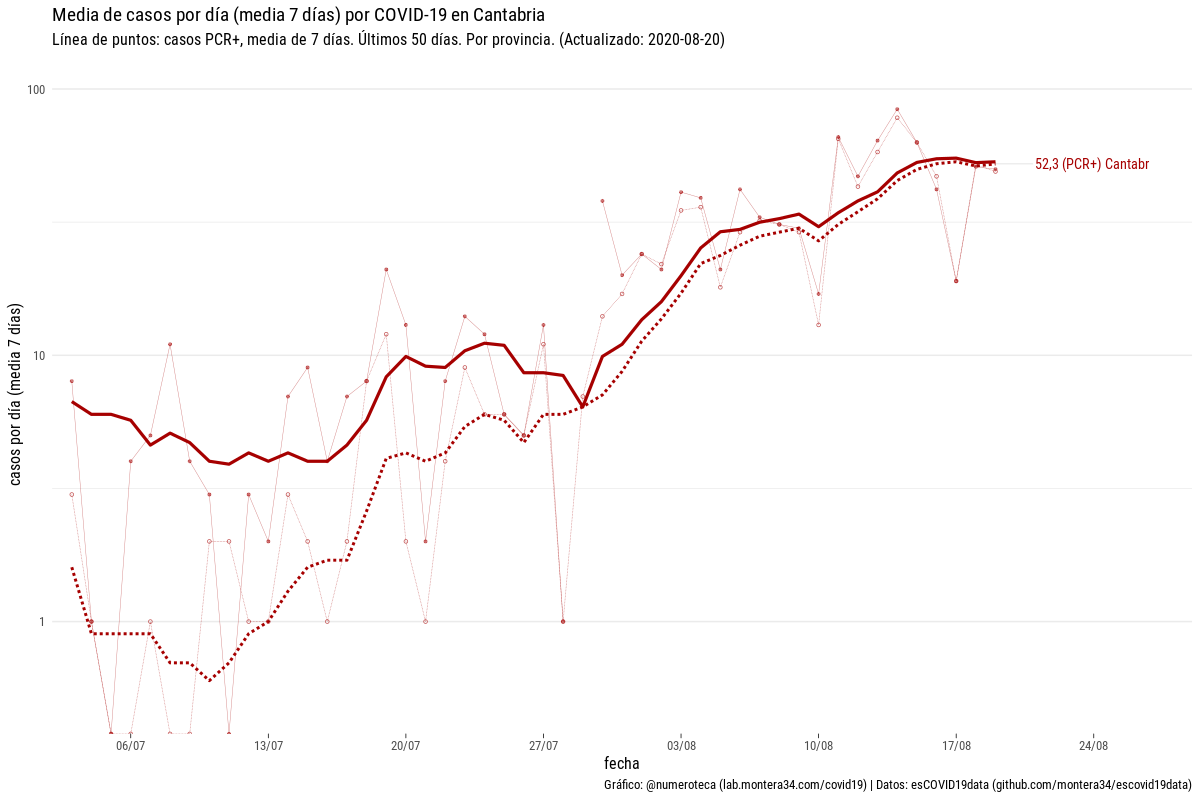 Media de casos por día (media 7 días) por COVID-19 en Cantabria
Línea de puntos: casos PCR+, media de 7 días. Últimos 50 días. Por provincia. (Actualizado: 2020-08-20)
100
10
1
casos por día (media 7 días)
52,3 (PCR+) Cantabr
06/07
13/07
20/07
27/07
03/08
10/08
17/08
24/08
fecha
Gráfico: @numeroteca (lab.montera34.com/covid19) | Datos: esCOVID19data (github.com/montera34/escovid19data)